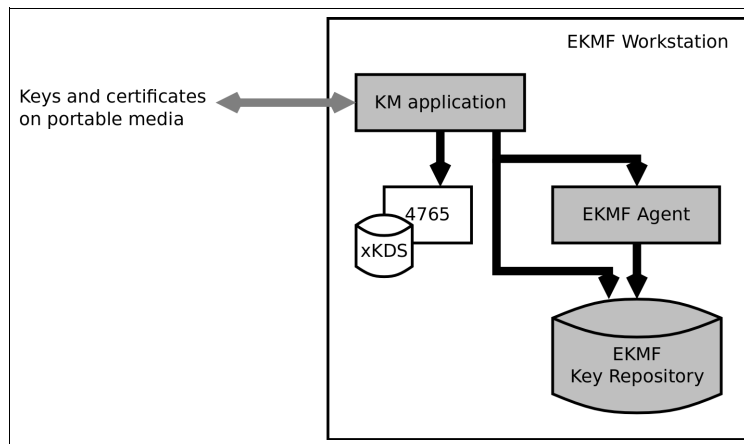 EKMF Workstation
Keys and certificates
on portable media
KM application
4765
xKDS
EKMF Agent
EKMF
Key Repository